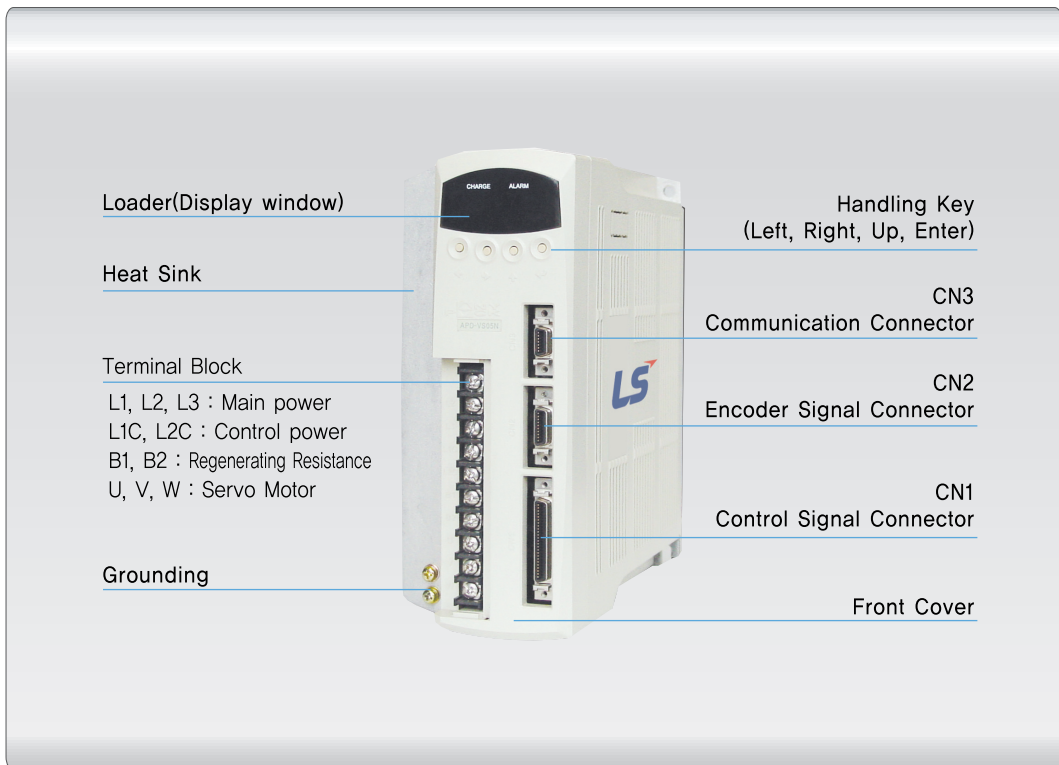 CHARGE ALARM
Loader(Display window)
Heat Sink
Terminal Block
L1, L2, L3 : Main power
L1C, L2C : Control power
B1, B2 : Regenerating Resistance
U, V, W : Servo Motor
Grounding
Handling Key
(Left, Right, Up, Enter)
CN3
Communication Connector
CN2
Encoder Signal Connector
CN1
Control Signal Connector
Front Cover
LS